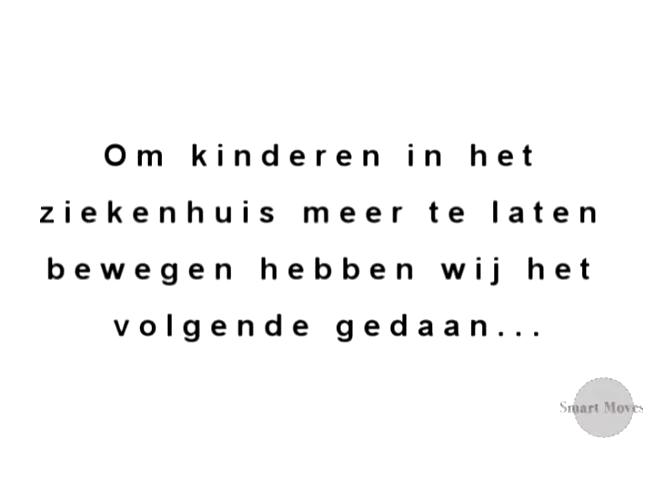 Om kinderen in het
ziekenhuis meer te laten
bewegen hebben wij het
volgende gedaan...
Smart Moves